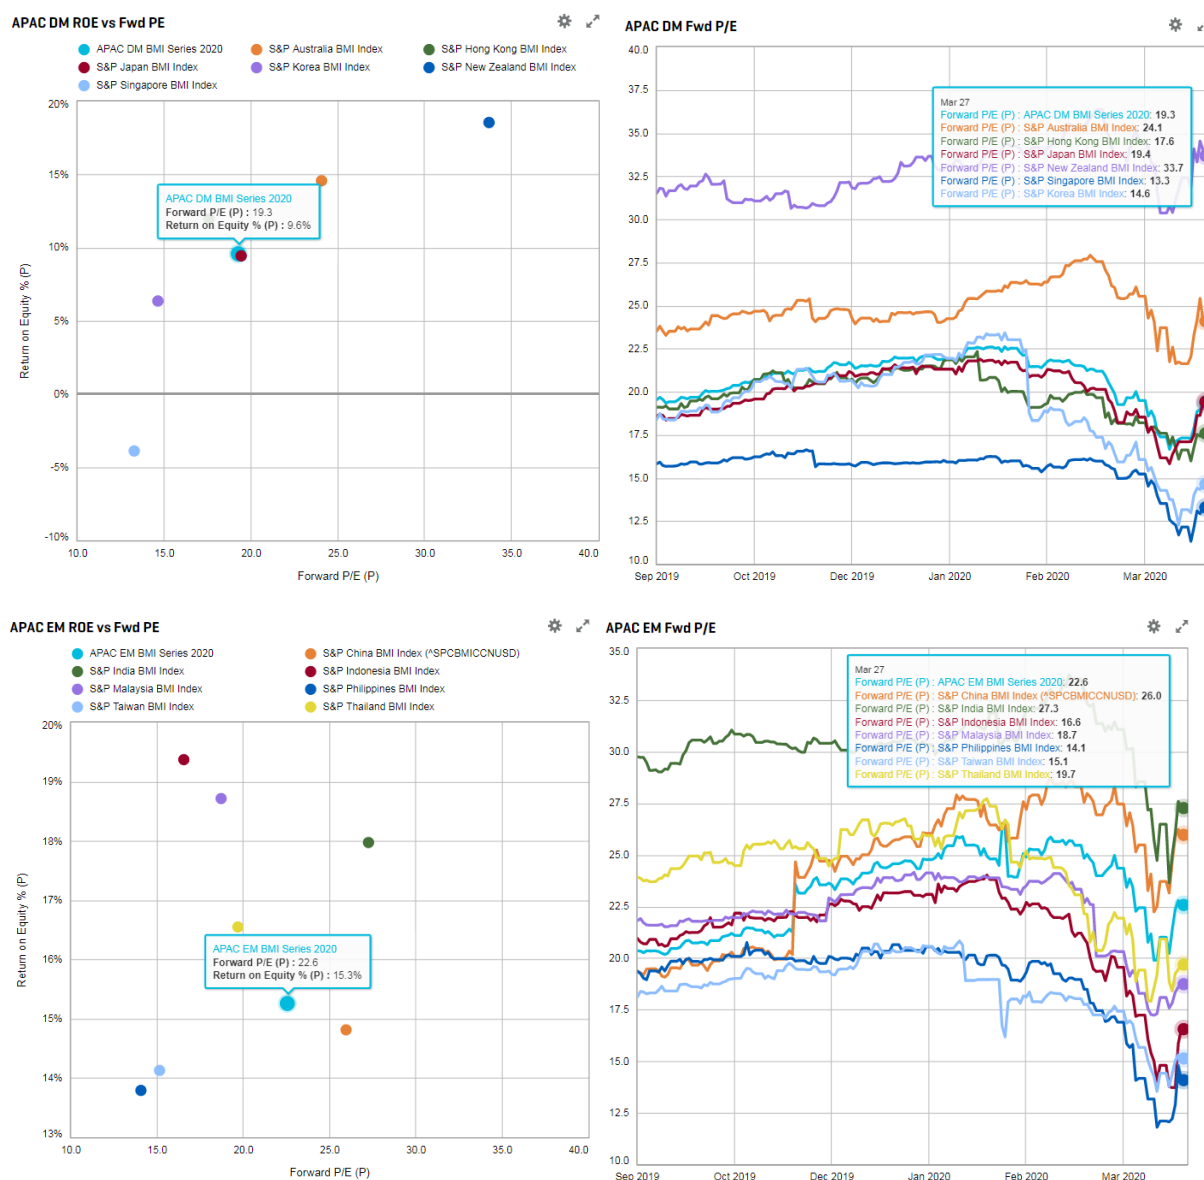 APAC DM ROE vs Fwd PE
APAC DM BMI Series 2020
S&P Australia BMI Index
S&P Hong Kong BMI Index
S&P Japan BMI Index
S&P Korea BMI Index
S&P New Zealand BMI Index
S&P Singapore BMI Index
20%
15%
10%
5%
0%
-5%
-10%
Return on Equity % (P)
APAC DM BMI Series 2020
Forward P/E (P) : 19.3
Return on Equity % (P) : 9.6%
10.0 15.0 20.0 25.0 30.0 35.0 40.0
Forward P/E (P)
APAC DM Fwd P/E
40.0
37.5
35.0
32.5
30.0
27.5
25.0
22.5
20.0
17.5
15.0
12.5
10.0
Mar 27
Forward P/E (P) : APAC DM BMI Series 2020: 19.3
Forward P/E (P) : S&P Australia BMI Index: 24.1
Forward P/E (P) : S&P Hong Kong BMI Index: 17.6
Forward P/E (P) : S&P Japan BMI Index: 19.4
Forward P/E (P) : S&P New Zealand BMI Index: 33.7
Forward P/E (P) : S&P Singapore BMI Index: 13.3
Forward P/E (P) : S&P Korea BMI Index: 14.6
Sep 2019 Oct 2019 Dec 2019 Jan 2020 Feb 2020 Mar 2020
APAC EM ROE vs Fwd PE
APAC EM BMI Series 2020
S&P China BMI Index (^SPCBMICCNUSD)
S&P India BMI Index
S&P Indonesia BMI Index
S&P Malaysia BMI Index
S&P Philippines BMI Index
S&P Taiwan BMI Index
S&P Thailand BMI Index
20%
19%
18%
17%
16%
15%
14%
13%
Return on Equity % (P)
APAC EM BMI Series 2020
Forward P/E (P) : 22.6
Return on Equity % (P) : 15.3%
10.0 15.0 20.0 25.0 30.0 35.0 40.0
Forward P/E (P)
APAC EM Fwd P/E
35.0
32.5
30.0
27.5
25.0
22.5
20.0
17.5
15.0
12.5
10.0
Mar 27
Forward P/E (P) : APAC EM BMI Series 2020: 22.6
Forward P/E (P) : S&P China BMI Index (^SPCBMICCNUSD): 26.0
Forward P/E (P) : S&P India BMI Index: 27.3
Forward P/E (P) : S&P Indonesia BMI Index: 16.6
Forward P/E (P) : S&P Malaysia BMI Index: 18.7
Forward P/E (P) : S&P Philippines BMI Index: 14.1
Forward P/E (P) : S&P Taiwan BMI Index: 15.1
Forward P/E (P) : S&P Thailand BMI Index: 19.7
Sep 2019 Oct 2019 Dec 2019 Jan 2020 Feb 2020 Mar 2020